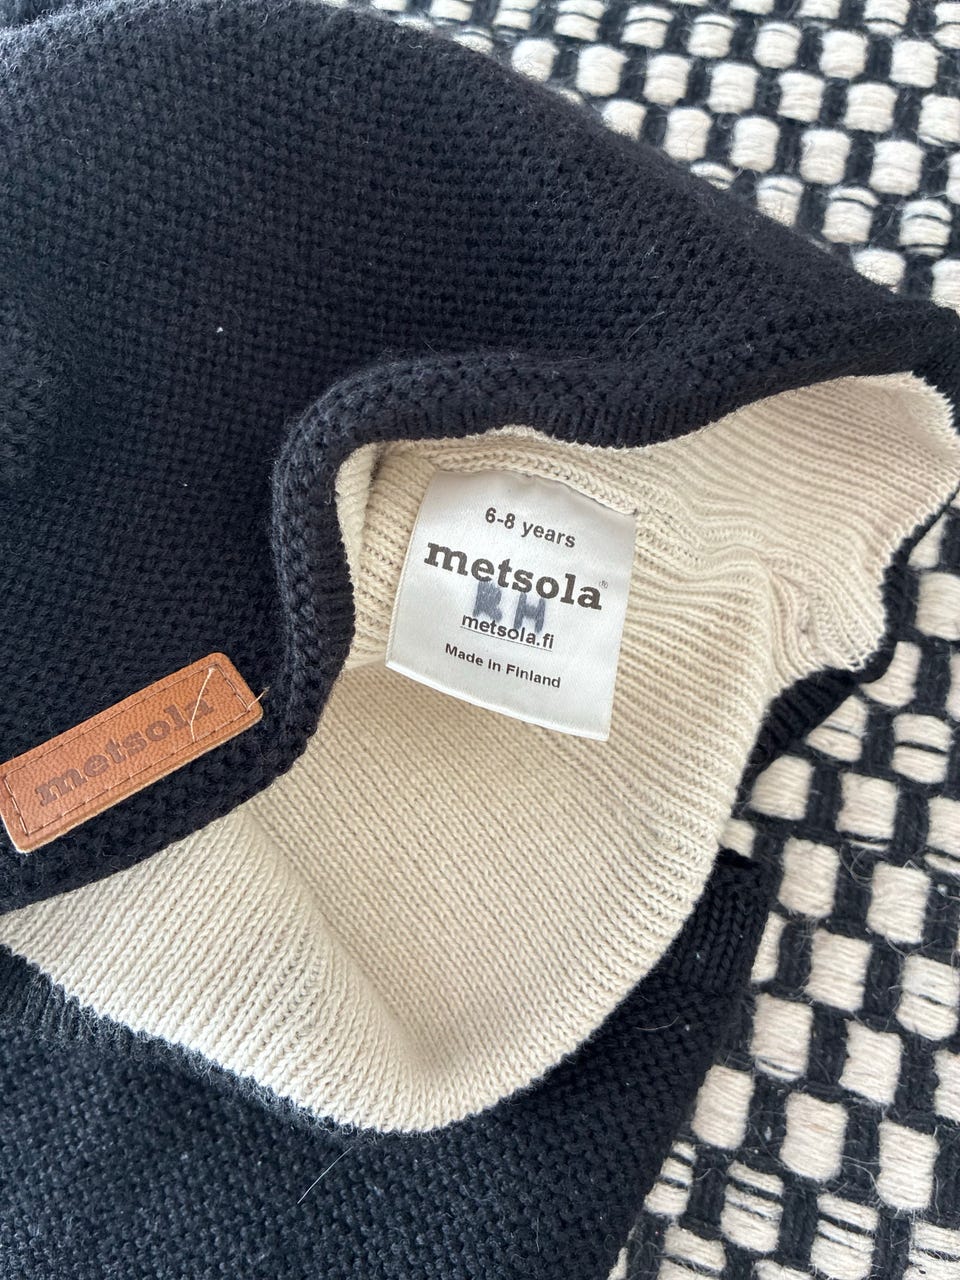 6-8 years
metsola®
RH
metsola.fi
Made in Finland
metsola